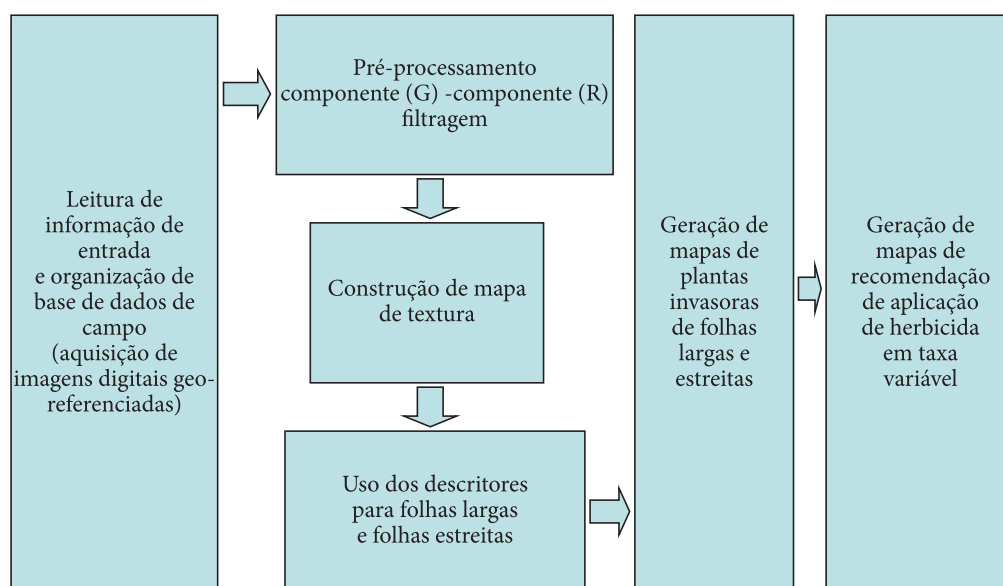 Leitura de
informação de
entrada
e organização de
base de dados de
campo
(aquisição de
imagens digitais geo-
referenciadas)
Pré-processamento
componente (G) -componente (R)
filtragem
Construção de mapa
de textura
Uso dos descritores
para folhas largas
e folhas estreitas
Geração de
mapas de
plantas
invasoras
de folhas
largas e
estreitas
Geração de
mapas de
recomendação
de aplicação
de herbicida
em taxa
variável